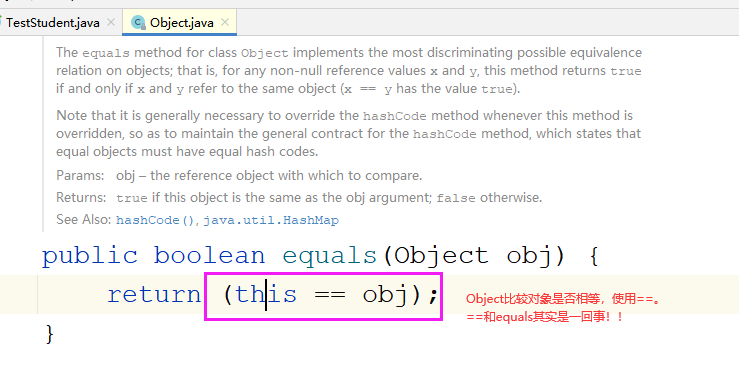 TestStudent.java × Object.java ×
The equals method for class Object implements the most discriminating possible equivalence
relation on objects; that is, for any non-null reference values x and y, this method returns true
if and only if x and y refer to the same object (x == y has the value true).
Note that it is generally necessary to override the hashCode method whenever this method is
overridden, so as to maintain the general contract for the hashCode method, which states that
equal objects must have equal hash codes.
Params: obj – the reference object with which to compare.
Returns: true if this object is the same as the obj argument; false otherwise.
See Also: hashCode(), java.util.HashMap
public boolean equals(Object obj) {
return (this == obj);
Object比较对象是否相等，使用==。
==和equals其实是一回事！！
}